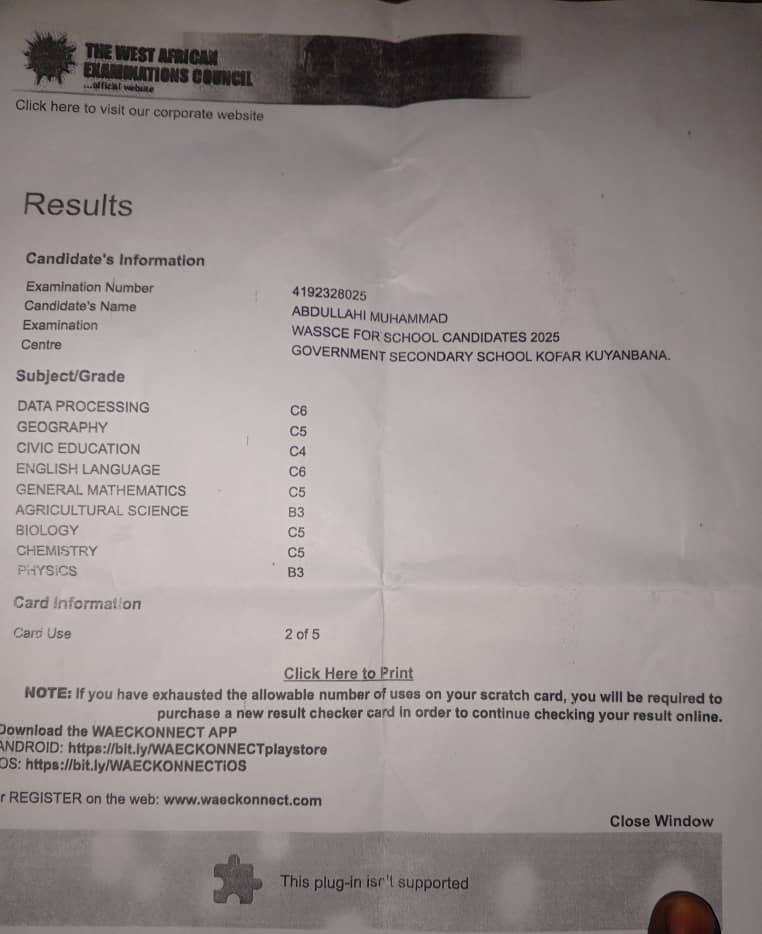 THE WEST AFRICAN
EXAMINATIONS COUNCIL
...official website
Click here to visit our corporate website
Results
Candidate's Information
Examination Number 4192328025
Candidate's Name ABDULLAHI MUHAMMAD
Examination WASSCE FOR SCHOOL CANDIDATES 2025
Centre GOVERNMENT SECONDARY SCHOOL KOFAR KUYANBANA.
Subject/Grade
DATA PROCESSING C6
GEOGRAPHY C5
CIVIC EDUCATION C4
ENGLISH LANGUAGE C6
GENERAL MATHEMATICS C5
AGRICULTURAL SCIENCE B3
BIOLOGY C5
CHEMISTRY C5
PHYSICS B3
Card Information
Card Use 2 of 5
Click Here to Print
NOTE: If you have exhausted the allowable number of uses on your scratch card, you will be required to
purchase a new result checker card in order to continue checking your result online.
Download the WAECKONNECT APP
ANDROID: https://bit.ly/WAECKONNECTplaystore
OS: https://bit.ly/WAECKONNECTiOS
r REGISTER on the web: www.waeckonnect.com
Close Window
This plug-in isn't supported